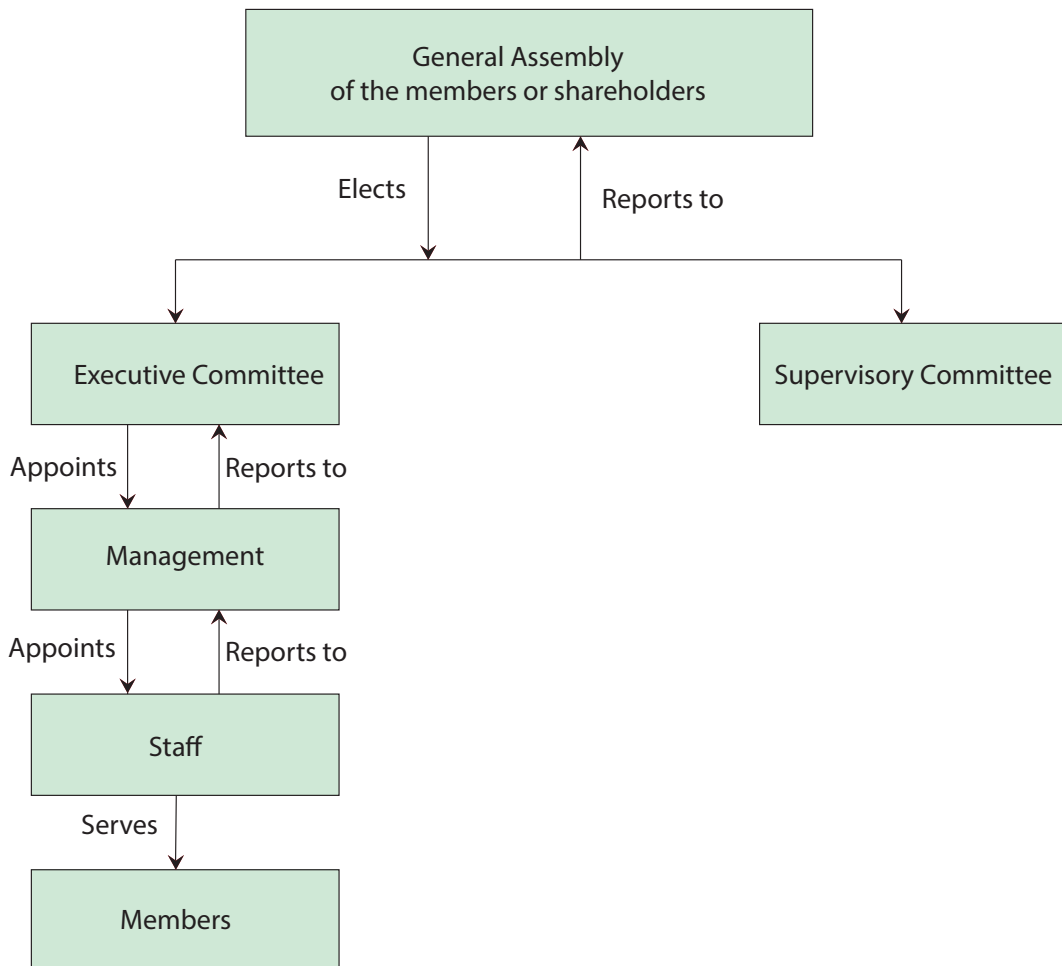 General Assembly
of the members or shareholders
Elects
Reports to
Executive Committee
Supervisory Committee
Appoints
Reports to
Management
Appoints
Reports to
Staff
Serves
Members